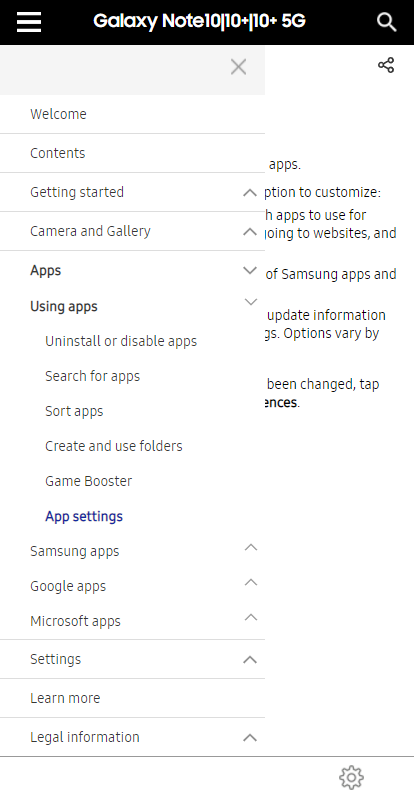 Galaxy Note10|10+|10+ 5G
Welcome
Contents
apps.
Getting started
ption to customize:
h apps to use for
Camera and Gallery
going to websites, and
Apps
of Samsung apps and
Using apps
update information
Uninstall or disable apps
gs. Options vary by
Search for apps
been changed, tap
Sort apps
ences.
Create and use folders
Game Booster
App settings
Samsung apps
Google apps
Microsoft apps
Settings
Learn more
Legal information